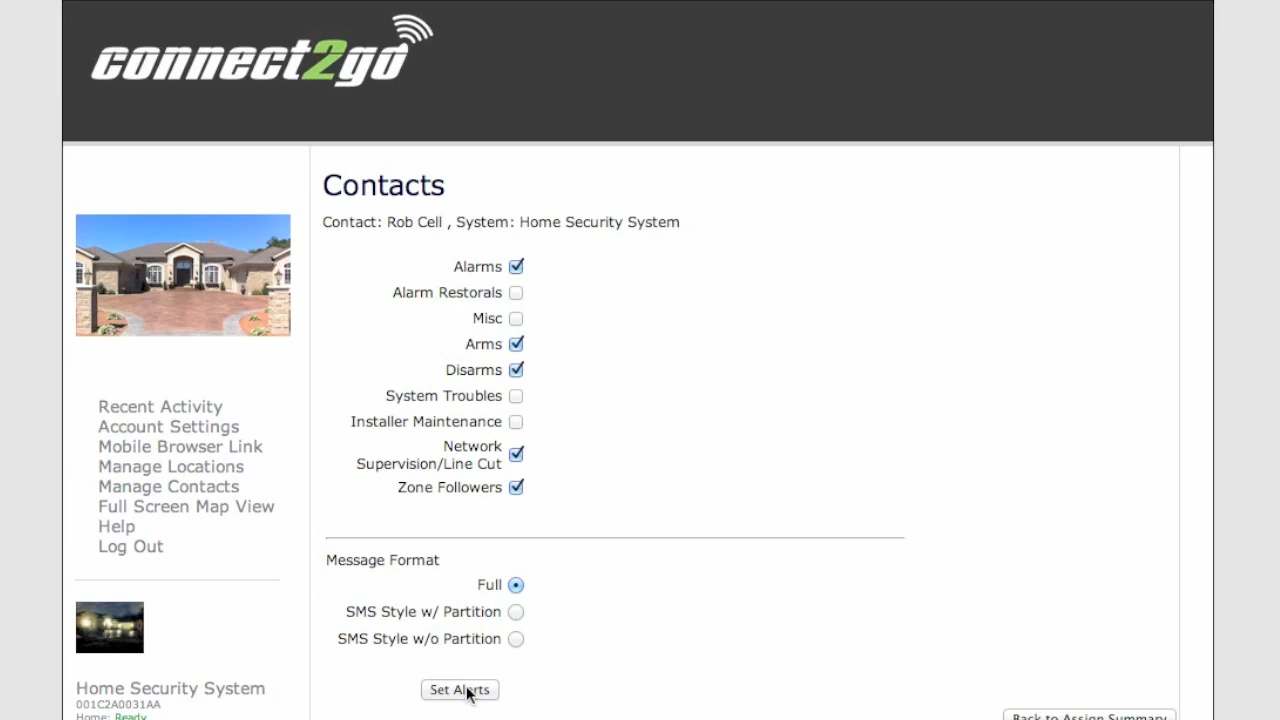 connect2go
Contacts
Contact: Rob Cell , System: Home Security System
Alarms
Alarm Restorals
Misc
Arms
Disarms
System Troubles
Installer Maintenance
Network
Supervision/Line Cut
Zone Followers
Message Format
Full
SMS Style w/ Partition
SMS Style w/o Partition
Set Alerts
Back to Assign Summary
Recent Activity
Account Settings
Mobile Browser Link
Manage Locations
Manage Contacts
Full Screen Map View
Help
Log Out
Home Security System
001C2A0031AA
Home: Ready